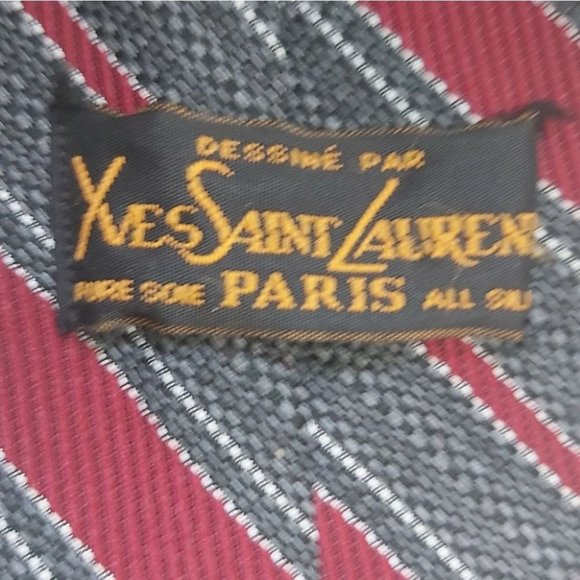 DESSINÉ PAR
YVES SAINT LAUREN
PURE SOIE PARIS ALL SIL